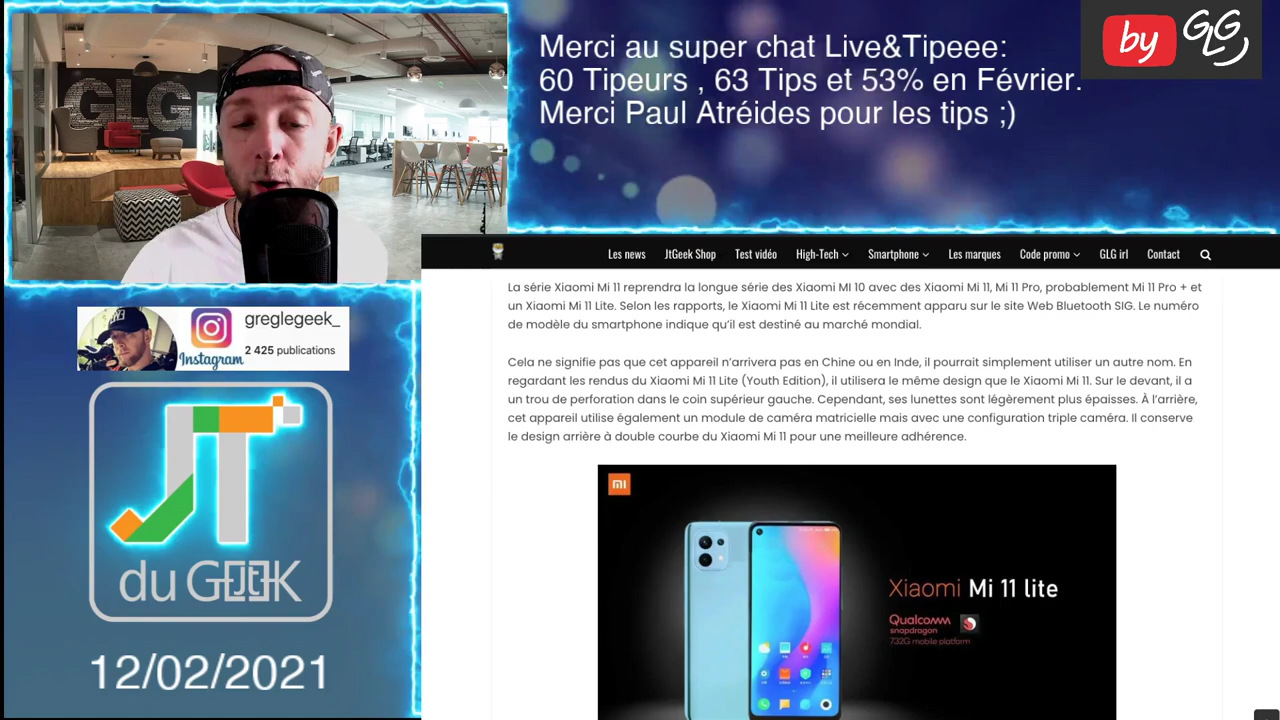 GLG
Merci au super chat Live&Tipeee:
60 Tipeurs , 63 Tips et 53% en Février.
Merci Paul Atréides pour les tips ;)
by GLG
Les news JtGeek Shop Test vidéo High-Tech Smartphone Les marques Code promo GLG irl Contact
La série Xiaomi Mi 11 reprendra la longue série des Xiaomi MI 10 avec des Xiaomi Mi 11, Mi 11 Pro, probablement Mi 11 Pro + et
un Xiaomi Mi 11 Lite. Selon les rapports, le Xiaomi Mi 11 Lite est récemment apparu sur le site Web Bluetooth SIG. Le numéro
de modèle du smartphone indique qu'il est destiné au marché mondial.
Cela ne signifie pas que cet appareil n'arrivera pas en Chine ou en Inde, il pourrait simplement utiliser un autre nom. En
regardant les rendus du Xiaomi Mi 11 Lite (Youth Edition), il utilisera le même design que le Xiaomi Mi 11. Sur le devant, il a
un trou de perforation dans le coin supérieur gauche. Cependant, ses lunettes sont légèrement plus épaisses. À l'arrière,
cet appareil utilise également un module de caméra matricielle mais avec une configuration triple caméra. Il conserve
le design arrière à double courbe du Xiaomi Mi 11 pour une meilleure adhérence.
mi
Xiaomi Mi 11 lite
Qualcomm
snapdragon
732G mobile platform
greglegeek_
2 425 publications
Instagram
JT
du GEEK
12/02/2021